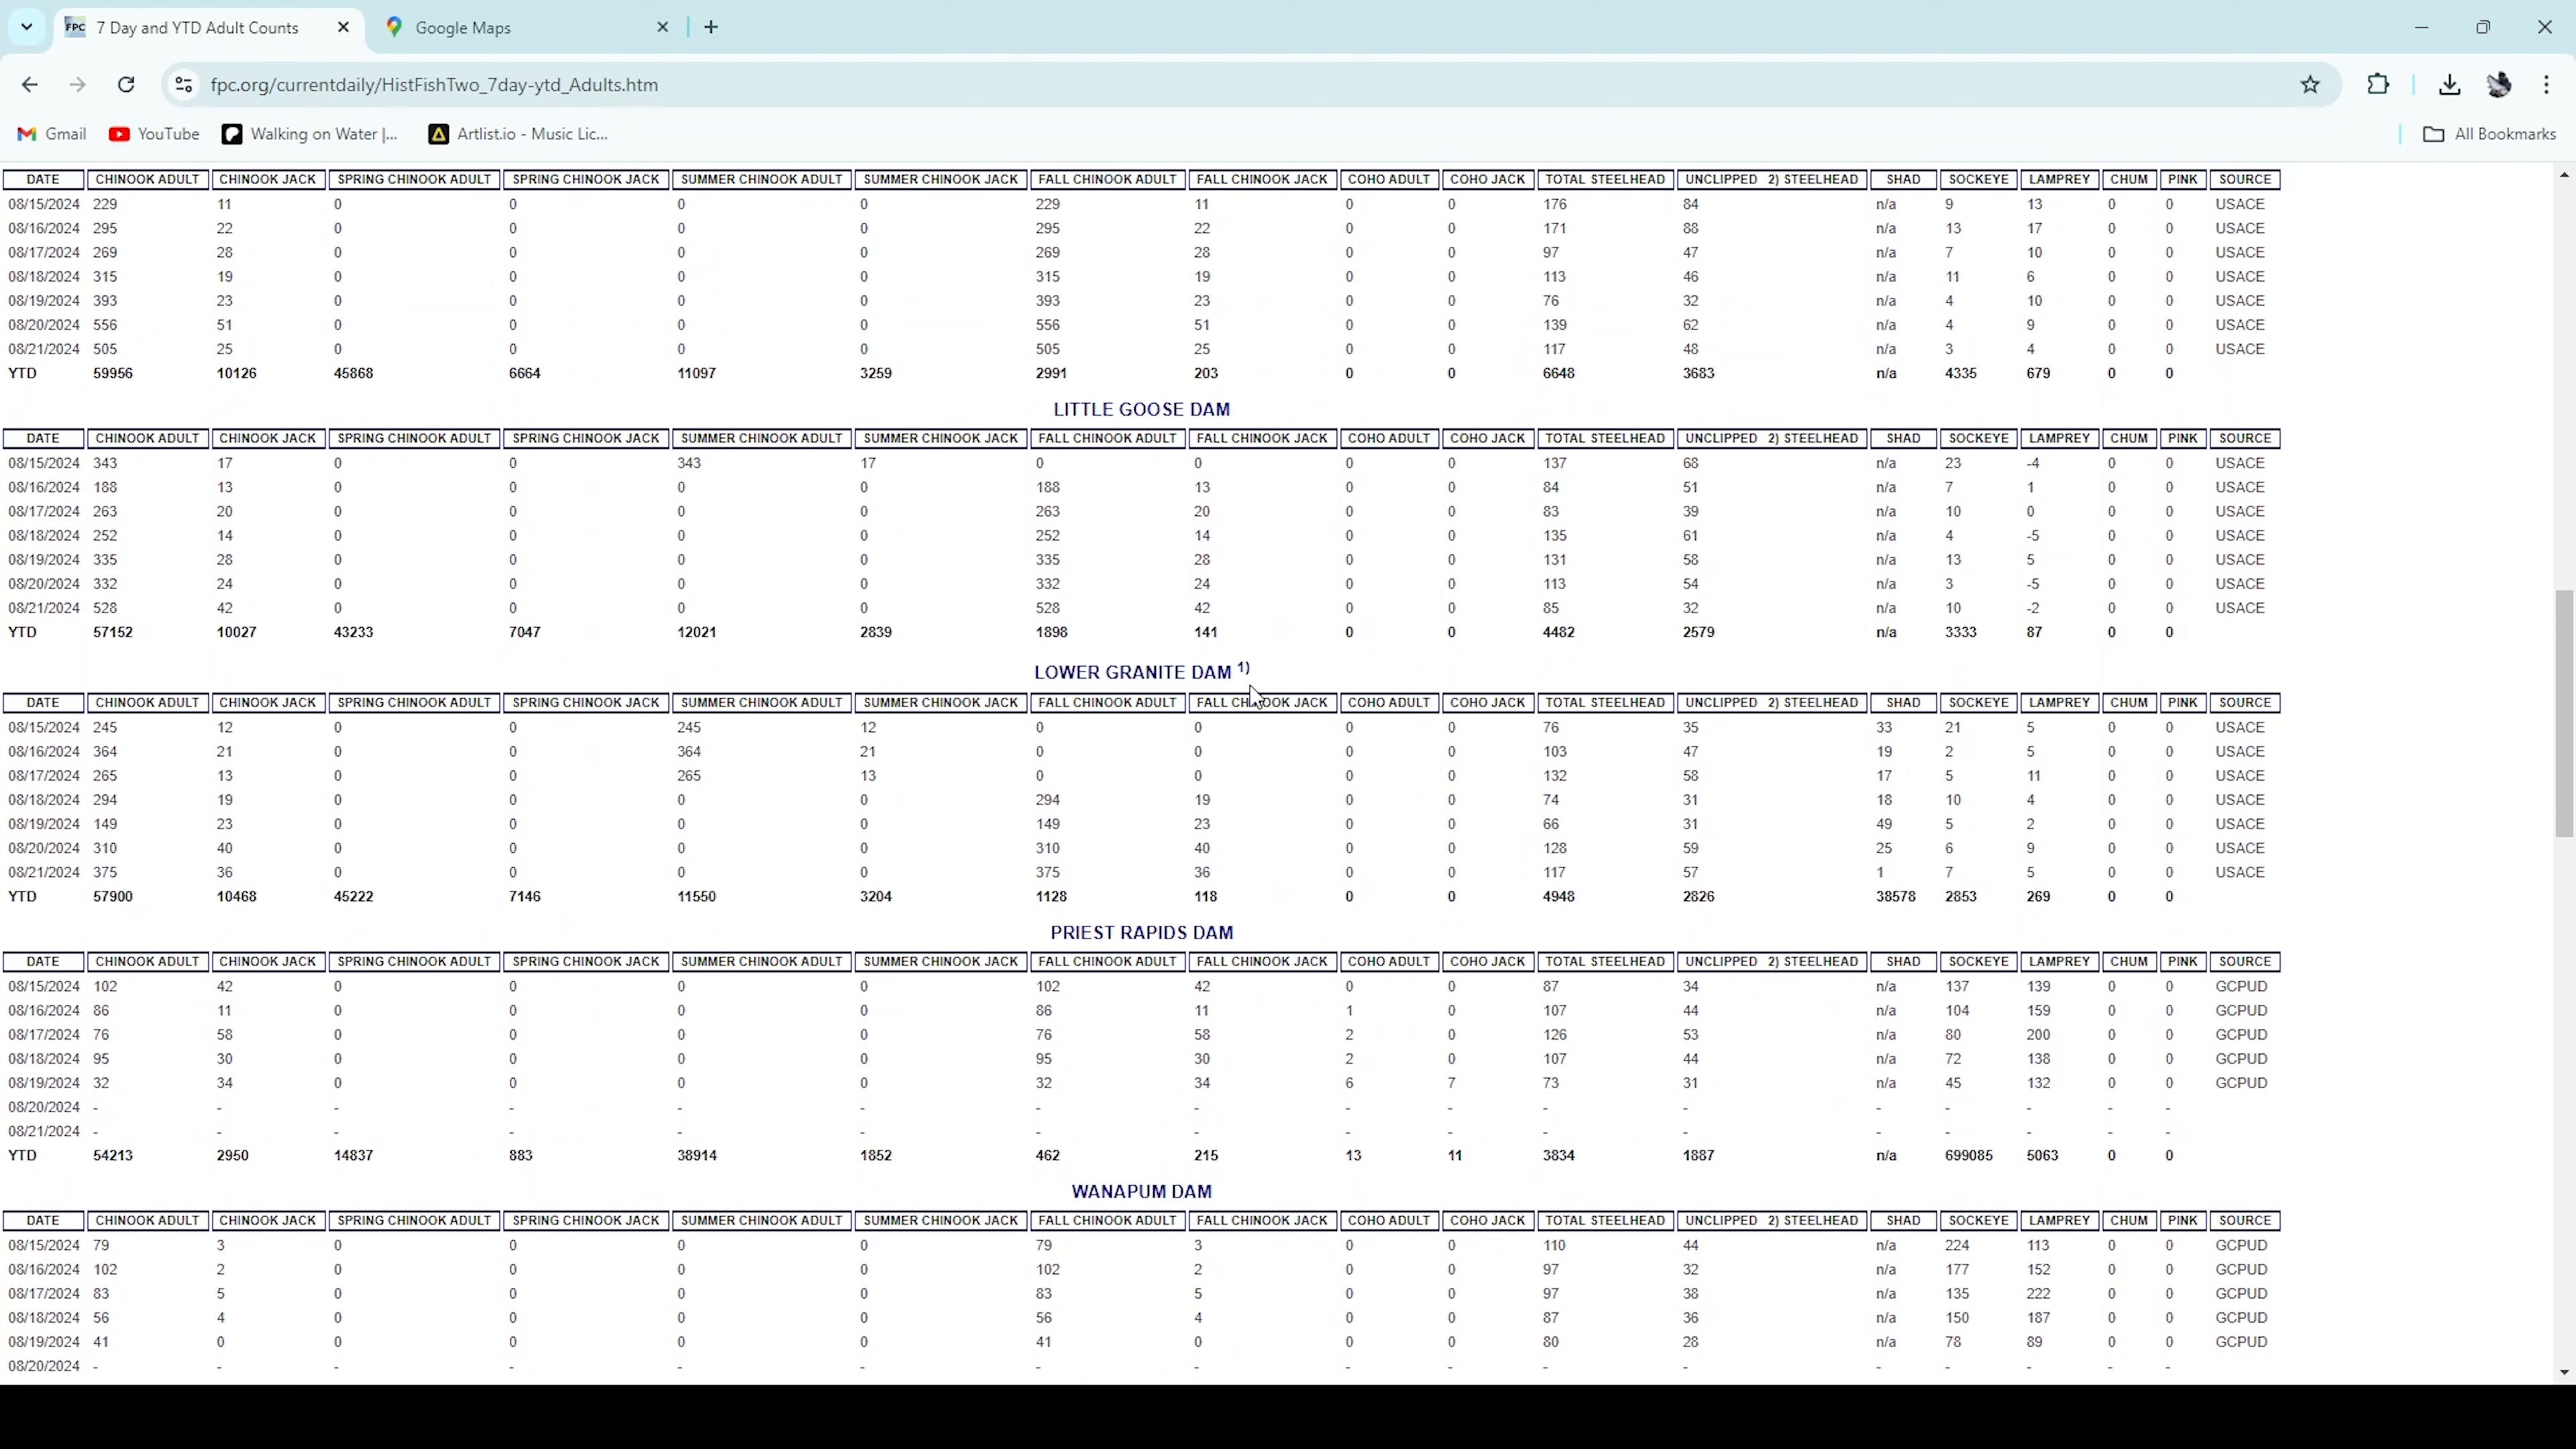 FPC 7 Day and YTD Adult Counts Google Maps
fpc.org/currentdaily/HistFishTwo_7day-ytd_Adults.htm
Gmail YouTube Walking on Water |... Artlist.io - Music Lic... All Bookmarks
DATE CHINOOK ADULT CHINOOK JACK SPRING CHINOOK ADULT SPRING CHINOOK JACK SUMMER CHINOOK ADULT SUMMER CHINOOK JACK FALL CHINOOK ADULT FALL CHINOOK JACK COHO ADULT COHO JACK TOTAL STEELHEAD UNCLIPPED 2) STEELHEAD SHAD SOCKEYE LAMPREY CHUM PINK SOURCE
08/15/2024 229 11 0 0 0 0 229 11 0 0 176 84 n/a 9 13 0 0 USACE
08/16/2024 295 22 0 0 0 0 295 22 0 0 171 88 n/a 13 17 0 0 USACE
08/17/2024 269 28 0 0 0 0 269 28 0 0 97 47 n/a 7 10 0 0 USACE
08/18/2024 315 19 0 0 0 0 315 19 0 0 113 46 n/a 11 6 0 0 USACE
08/19/2024 393 23 0 0 0 0 393 23 0 0 76 32 n/a 4 10 0 0 USACE
08/20/2024 556 51 0 0 0 0 556 51 0 0 139 62 n/a 4 9 0 0 USACE
08/21/2024 505 25 0 0 0 0 505 25 0 0 117 48 n/a 3 4 0 0 USACE
YTD 59956 10126 45868 6664 11097 3259 2991 203 0 0 6648 3683 n/a 4335 679 0 0
LITTLE GOOSE DAM
DATE CHINOOK ADULT CHINOOK JACK SPRING CHINOOK ADULT SPRING CHINOOK JACK SUMMER CHINOOK ADULT SUMMER CHINOOK JACK FALL CHINOOK ADULT FALL CHINOOK JACK COHO ADULT COHO JACK TOTAL STEELHEAD UNCLIPPED 2) STEELHEAD SHAD SOCKEYE LAMPREY CHUM PINK SOURCE
08/15/2024 343 17 0 0 343 17 0 0 0 0 137 68 n/a 23 -4 0 0 USACE
08/16/2024 188 13 0 0 0 0 188 13 0 0 84 51 n/a 7 1 0 0 USACE
08/17/2024 263 20 0 0 0 0 263 20 0 0 83 39 n/a 10 0 0 0 USACE
08/18/2024 252 14 0 0 0 0 252 14 0 0 135 61 n/a 4 -5 0 0 USACE
08/19/2024 335 28 0 0 0 0 335 28 0 0 131 58 n/a 13 5 0 0 USACE
08/20/2024 332 24 0 0 0 0 332 24 0 0 113 54 n/a 3 -5 0 0 USACE
08/21/2024 528 42 0 0 0 0 528 42 0 0 85 32 n/a 10 -2 0 0 USACE
YTD 57152 10027 43233 7047 12021 2839 1898 141 0 0 4482 2579 n/a 3333 87 0 0
LOWER GRANITE DAM 1)
DATE CHINOOK ADULT CHINOOK JACK SPRING CHINOOK ADULT SPRING CHINOOK JACK SUMMER CHINOOK ADULT SUMMER CHINOOK JACK FALL CHINOOK ADULT FALL CHINOOK JACK COHO ADULT COHO JACK TOTAL STEELHEAD UNCLIPPED 2) STEELHEAD SHAD SOCKEYE LAMPREY CHUM PINK SOURCE
08/15/2024 245 12 0 0 245 12 0 0 0 0 76 35 33 21 5 0 0 USACE
08/16/2024 364 21 0 0 364 21 0 0 0 0 103 47 19 2 5 0 0 USACE
08/17/2024 265 13 0 0 265 13 0 0 0 0 132 58 17 5 11 0 0 USACE
08/18/2024 294 19 0 0 0 0 294 19 0 0 74 31 18 10 4 0 0 USACE
08/19/2024 149 23 0 0 0 0 149 23 0 0 66 31 49 5 2 0 0 USACE
08/20/2024 310 40 0 0 0 0 310 40 0 0 128 59 25 6 9 0 0 USACE
08/21/2024 375 36 0 0 0 0 375 36 0 0 117 57 1 7 5 0 0 USACE
YTD 57900 10468 45222 7146 11550 3204 1128 118 0 0 4948 2826 38578 2853 269 0 0
PRIEST RAPIDS DAM
DATE CHINOOK ADULT CHINOOK JACK SPRING CHINOOK ADULT SPRING CHINOOK JACK SUMMER CHINOOK ADULT SUMMER CHINOOK JACK FALL CHINOOK ADULT FALL CHINOOK JACK COHO ADULT COHO JACK TOTAL STEELHEAD UNCLIPPED 2) STEELHEAD SHAD SOCKEYE LAMPREY CHUM PINK SOURCE
08/15/2024 102 42 0 0 0 0 102 42 0 0 87 34 n/a 137 139 0 0 GCPUD
08/16/2024 86 11 0 0 0 0 86 11 1 0 107 44 n/a 104 159 0 0 GCPUD
08/17/2024 76 58 0 0 0 0 76 58 2 0 126 53 n/a 80 200 0 0 GCPUD
08/18/2024 95 30 0 0 0 0 95 30 2 0 107 44 n/a 72 138 0 0 GCPUD
08/19/2024 32 34 0 0 0 0 32 34 6 7 73 31 n/a 45 132 0 0 GCPUD
08/20/2024 - - - - - - - - - - - - - - - - -
08/21/2024 - - - - - - - - - - - - - - - - -
YTD 54213 2950 14837 883 38914 1852 462 215 13 11 3834 1887 n/a 699085 5063 0 0
WANAPUM DAM
DATE CHINOOK ADULT CHINOOK JACK SPRING CHINOOK ADULT SPRING CHINOOK JACK SUMMER CHINOOK ADULT SUMMER CHINOOK JACK FALL CHINOOK ADULT FALL CHINOOK JACK COHO ADULT COHO JACK TOTAL STEELHEAD UNCLIPPED 2) STEELHEAD SHAD SOCKEYE LAMPREY CHUM PINK SOURCE
08/15/2024 79 3 0 0 0 0 79 3 0 0 110 44 n/a 224 113 0 0 GCPUD
08/16/2024 102 2 0 0 0 0 102 2 0 0 97 32 n/a 177 152 0 0 GCPUD
08/17/2024 83 5 0 0 0 0 83 5 0 0 97 38 n/a 135 222 0 0 GCPUD
08/18/2024 56 4 0 0 0 0 56 4 0 0 87 36 n/a 150 187 0 0 GCPUD
08/19/2024 41 0 0 0 0 0 41 0 0 0 80 28 n/a 78 89 0 0 GCPUD
08/20/2024 - - - - - - - - - - - - - - - - -